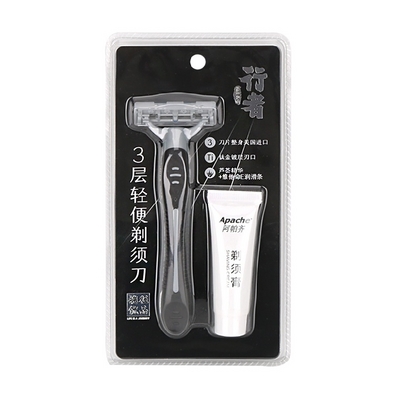 行者
3 刀片整身美国进口
Ti 钛金镀层刀口
芦荟精华
+维他命E润滑条
3层轻便剃须刀
Apache
阿帕齐
剃须膏